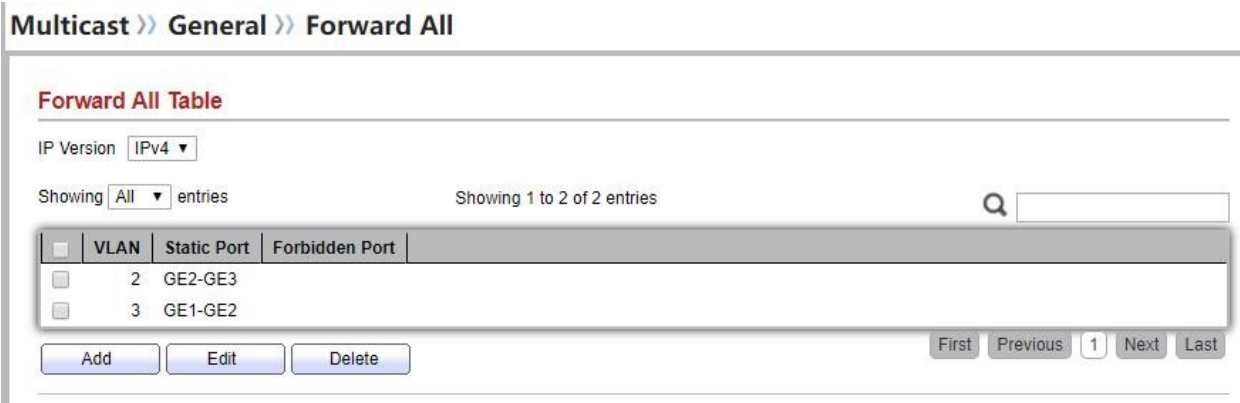 Multicast » General » Forward All
Forward All Table
IP Version IPv4 ▼
Showing All ▼ entries Showing 1 to 2 of 2 entries
VLAN Static Port Forbidden Port
2 GE2-GE3
3 GE1-GE2
Add Edit Delete First Previous 1 Next Last